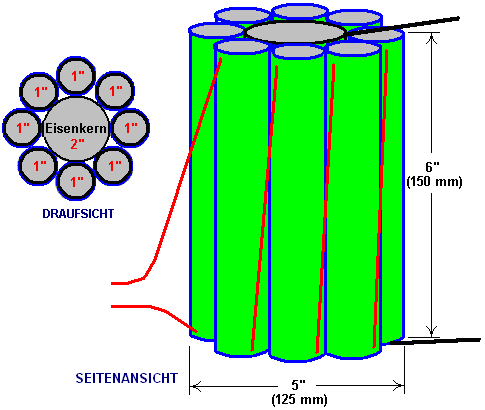 1"
1"
1"
1"
Eisenkern
2"
1"
1"
1"
1"
DRAUFSICHT
6"
(150 mm)
SEITENANSICHT
5"
(125 mm)